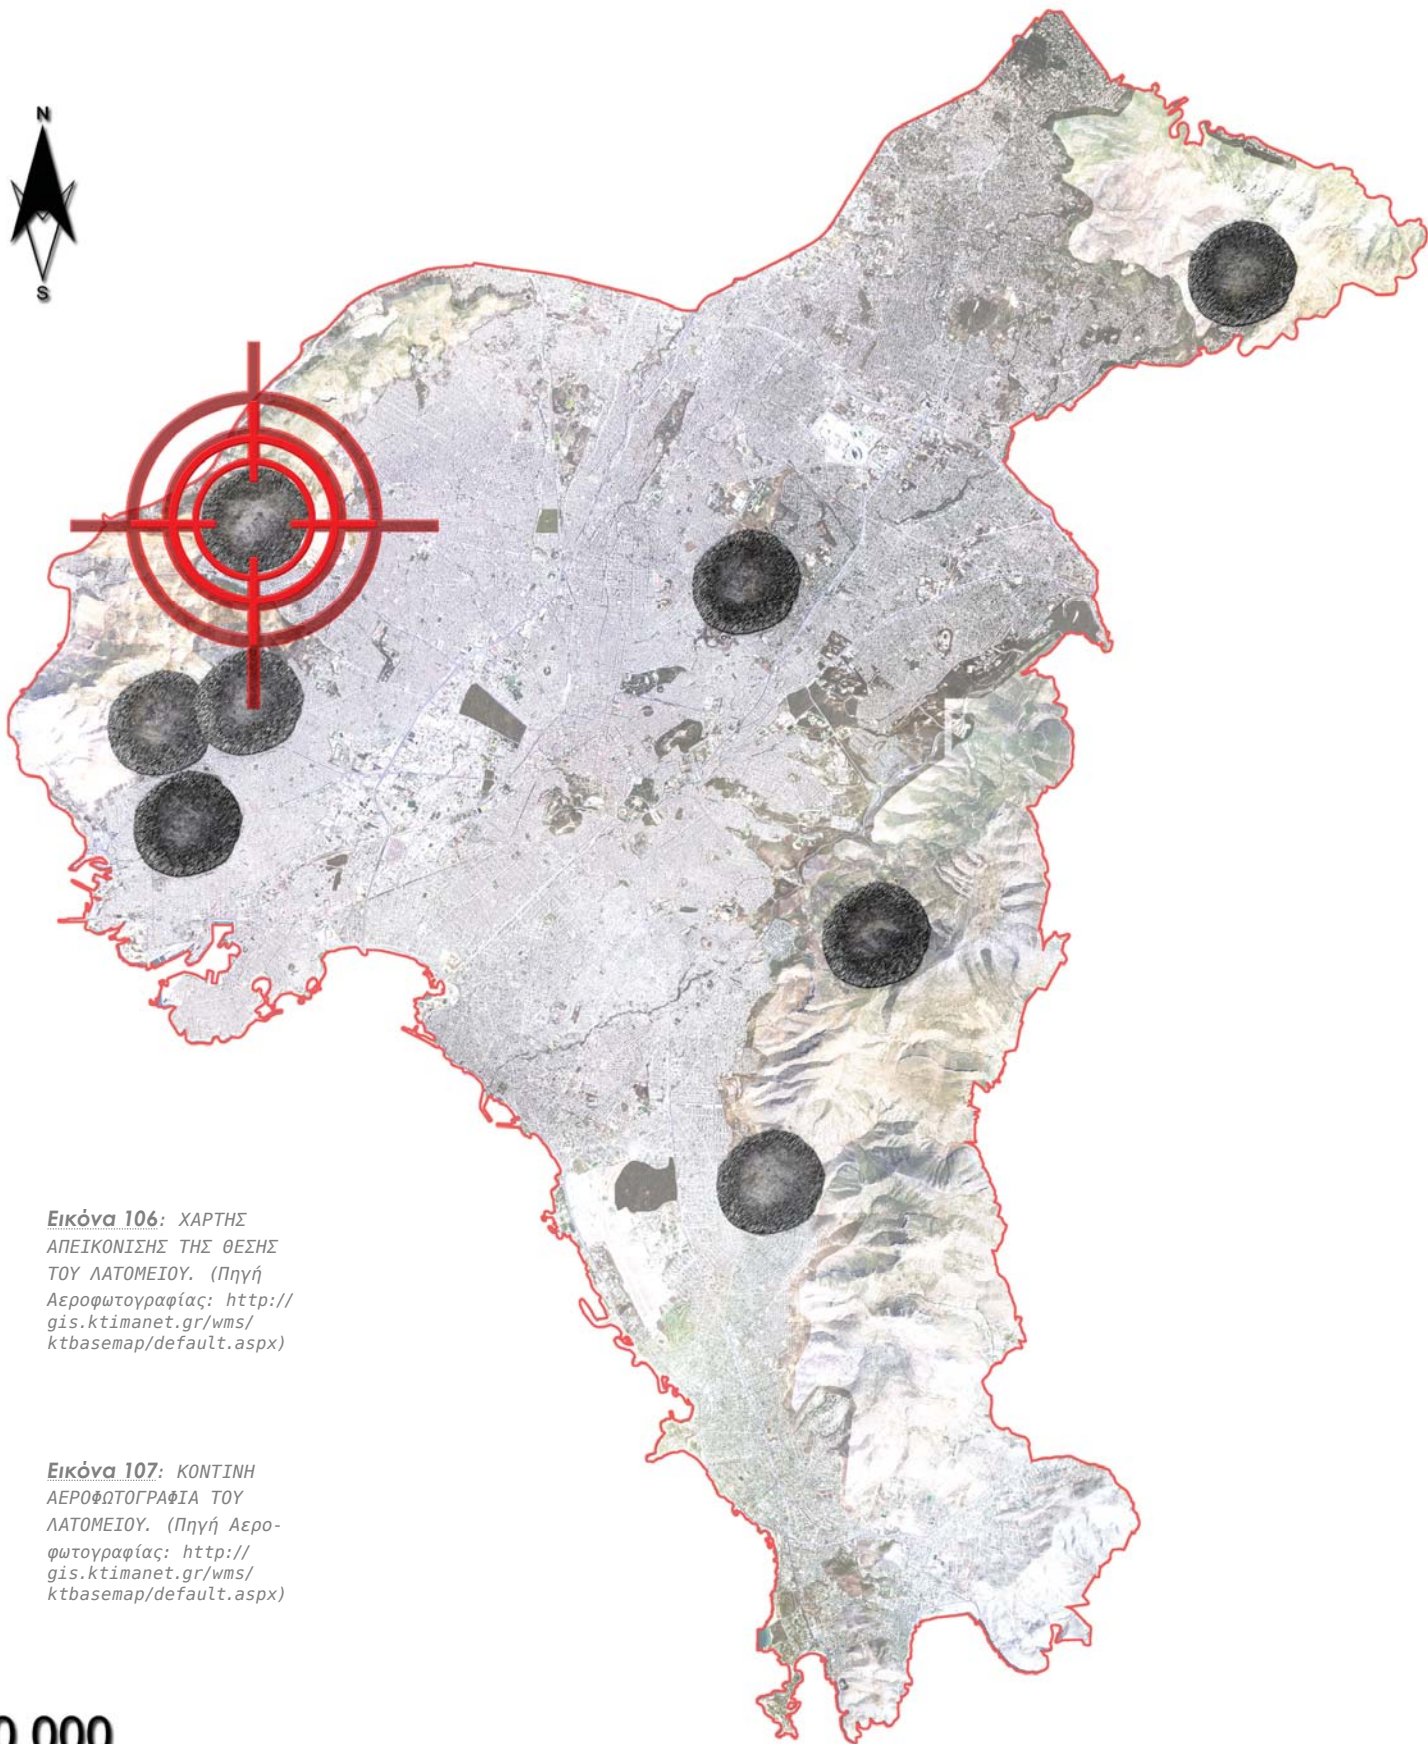 N
S
Εικόνα 106: ΧΑΡΤΗΣ
ΑΠΕΙΚΟΝΙΣΗΣ ΤΗΣ ΘΕΣΗΣ
ΤΟΥ ΛΑΤΟΜΕΙΟΥ. (Πηγή
Αεροφωτογραφίας: http://
gis.ktimanet.gr/wms/
ktbasemap/default.aspx)
Εικόνα 107: ΚΟΝΤΙΝΗ
ΑΕΡΟΦΩΤΟΓΡΑΦΙΑ ΤΟΥ
ΛΑΤΟΜΕΙΟΥ. (Πηγή Αερο-
φωτογραφίας: http://
gis.ktimanet.gr/wms/
ktbasemap/default.aspx)